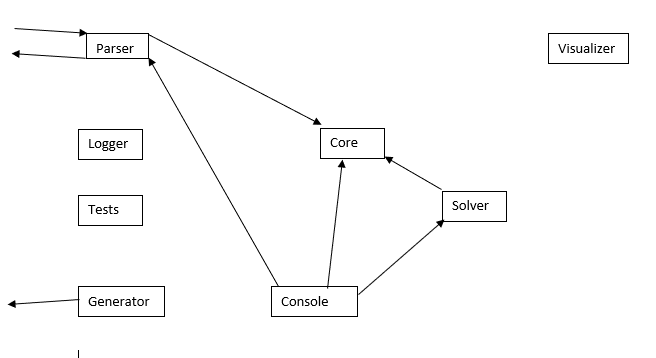 Parser
Visualizer
Logger
Core
Tests
Solver
Generator
Console